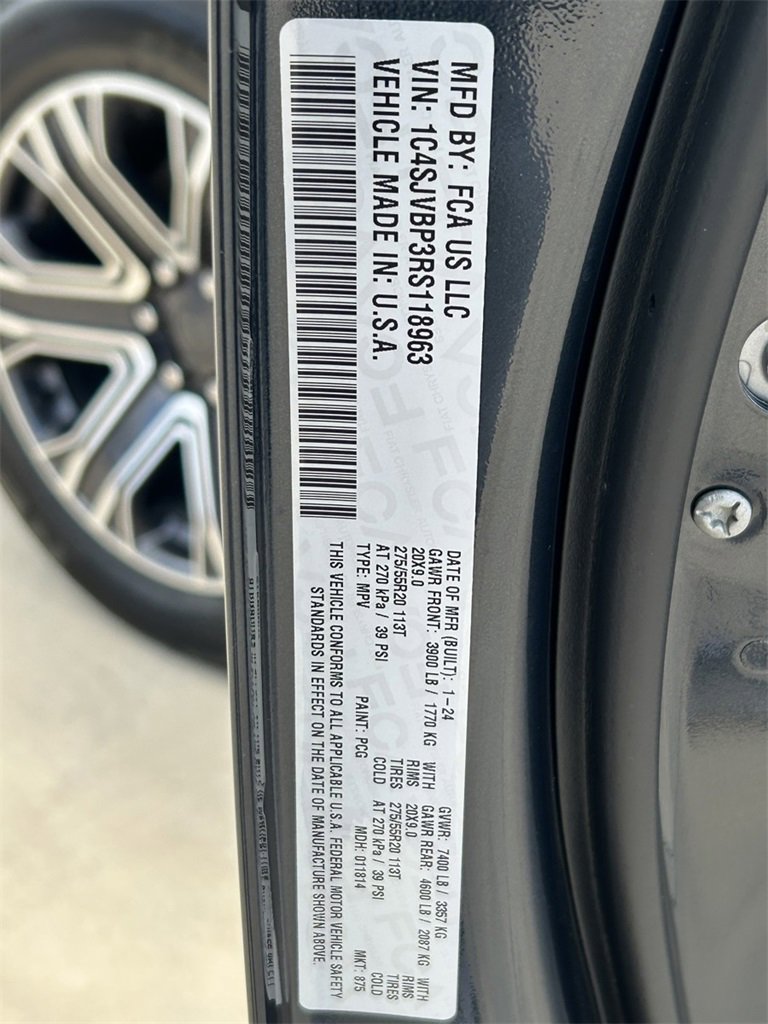 MFD BY: FCA US LLC
VIN: 1C4SJVBP3RS118963
VEHICLE MADE IN: U.S.A.
DATE OF MFR (BUILT): 1-24 GVWR: 7400 LB / 3357 KG
GAWR FRONT: 3900 LB / 1770 KG WITH GAWR REAR: 4600 LB / 2087 KG WITH
20X9.0 RIMS 20X9.0 RIMS
275/55R20 113T TIRES 275/55R20 113T TIRES
AT 270 kPa / 39 PSI COLD AT 270 kPa / 39 PSI COLD
TYPE: MPV PAINT: PCG MDH: 011814 MKT: 875
THIS VEHICLE CONFORMS TO ALL APPLICABLE U.S.A. FEDERAL MOTOR VEHICLE SAFETY
STANDARDS IN EFFECT ON THE DATE OF MANUFACTURE SHOWN ABOVE.